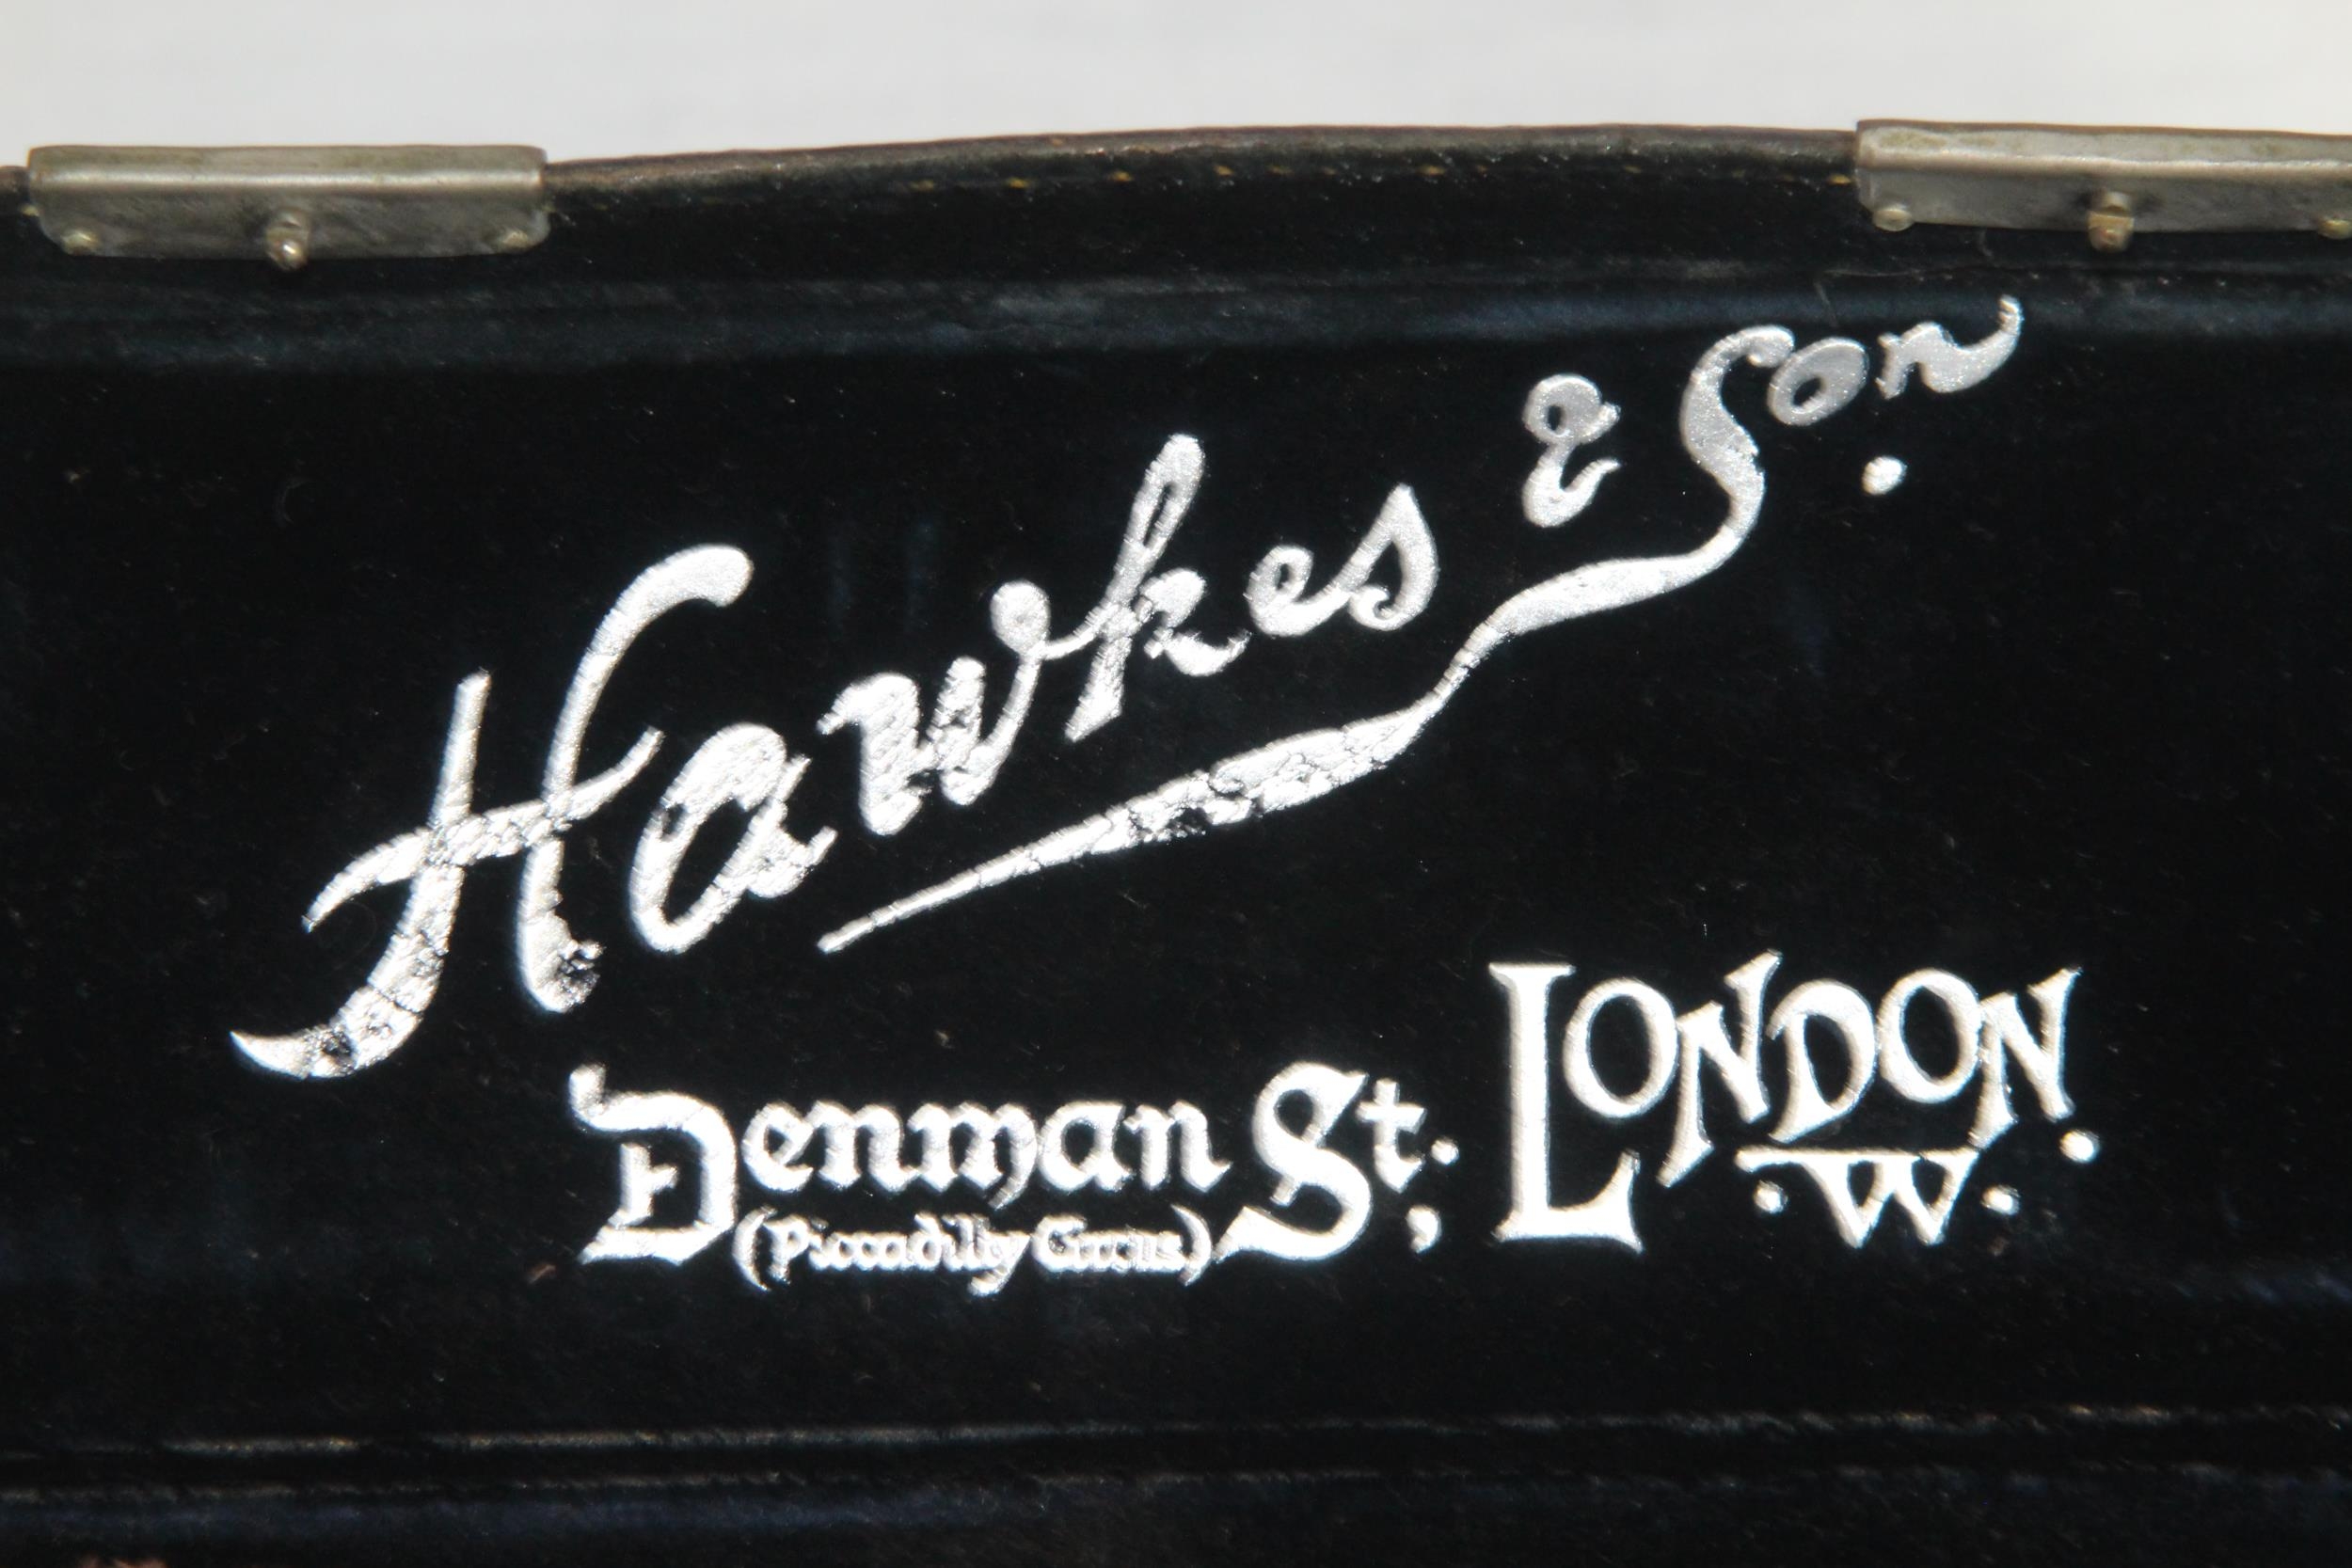 Hawkes & Son.
Denman St., LONDON.
(Piccadilly Circus) .W.